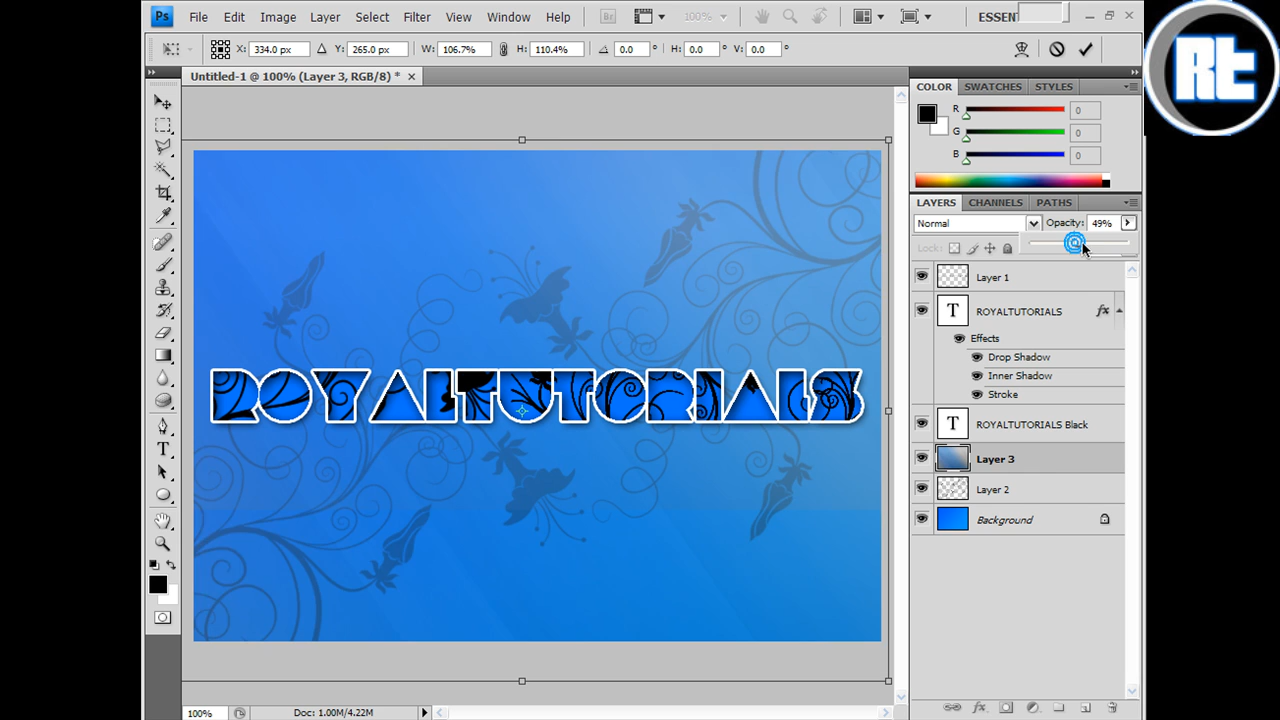 Ps File Edit Image Layer Select Filter View Window Help Br 100% ESSEN
X: 334.0 px Y: 265.0 px W: 106.7% H: 110.4% 0.0 ° H: 0.0 ° V: 0.0 °
Rt
Untitled-1 @ 100% (Layer 3, RGB/8) *
COLOR SWATCHES STYLES
R 0
G 0
B 0
LAYERS CHANNELS PATHS
Normal Opacity: 49%
Lock:
Layer 1
T ROYALTUTORIALS fx
Effects
Drop Shadow
Inner Shadow
Stroke
T ROYALTUTORIALS Black
Layer 3
Layer 2
Background
ROYALTUTORIALS
100% Doc: 1.00M/4.22M
fx